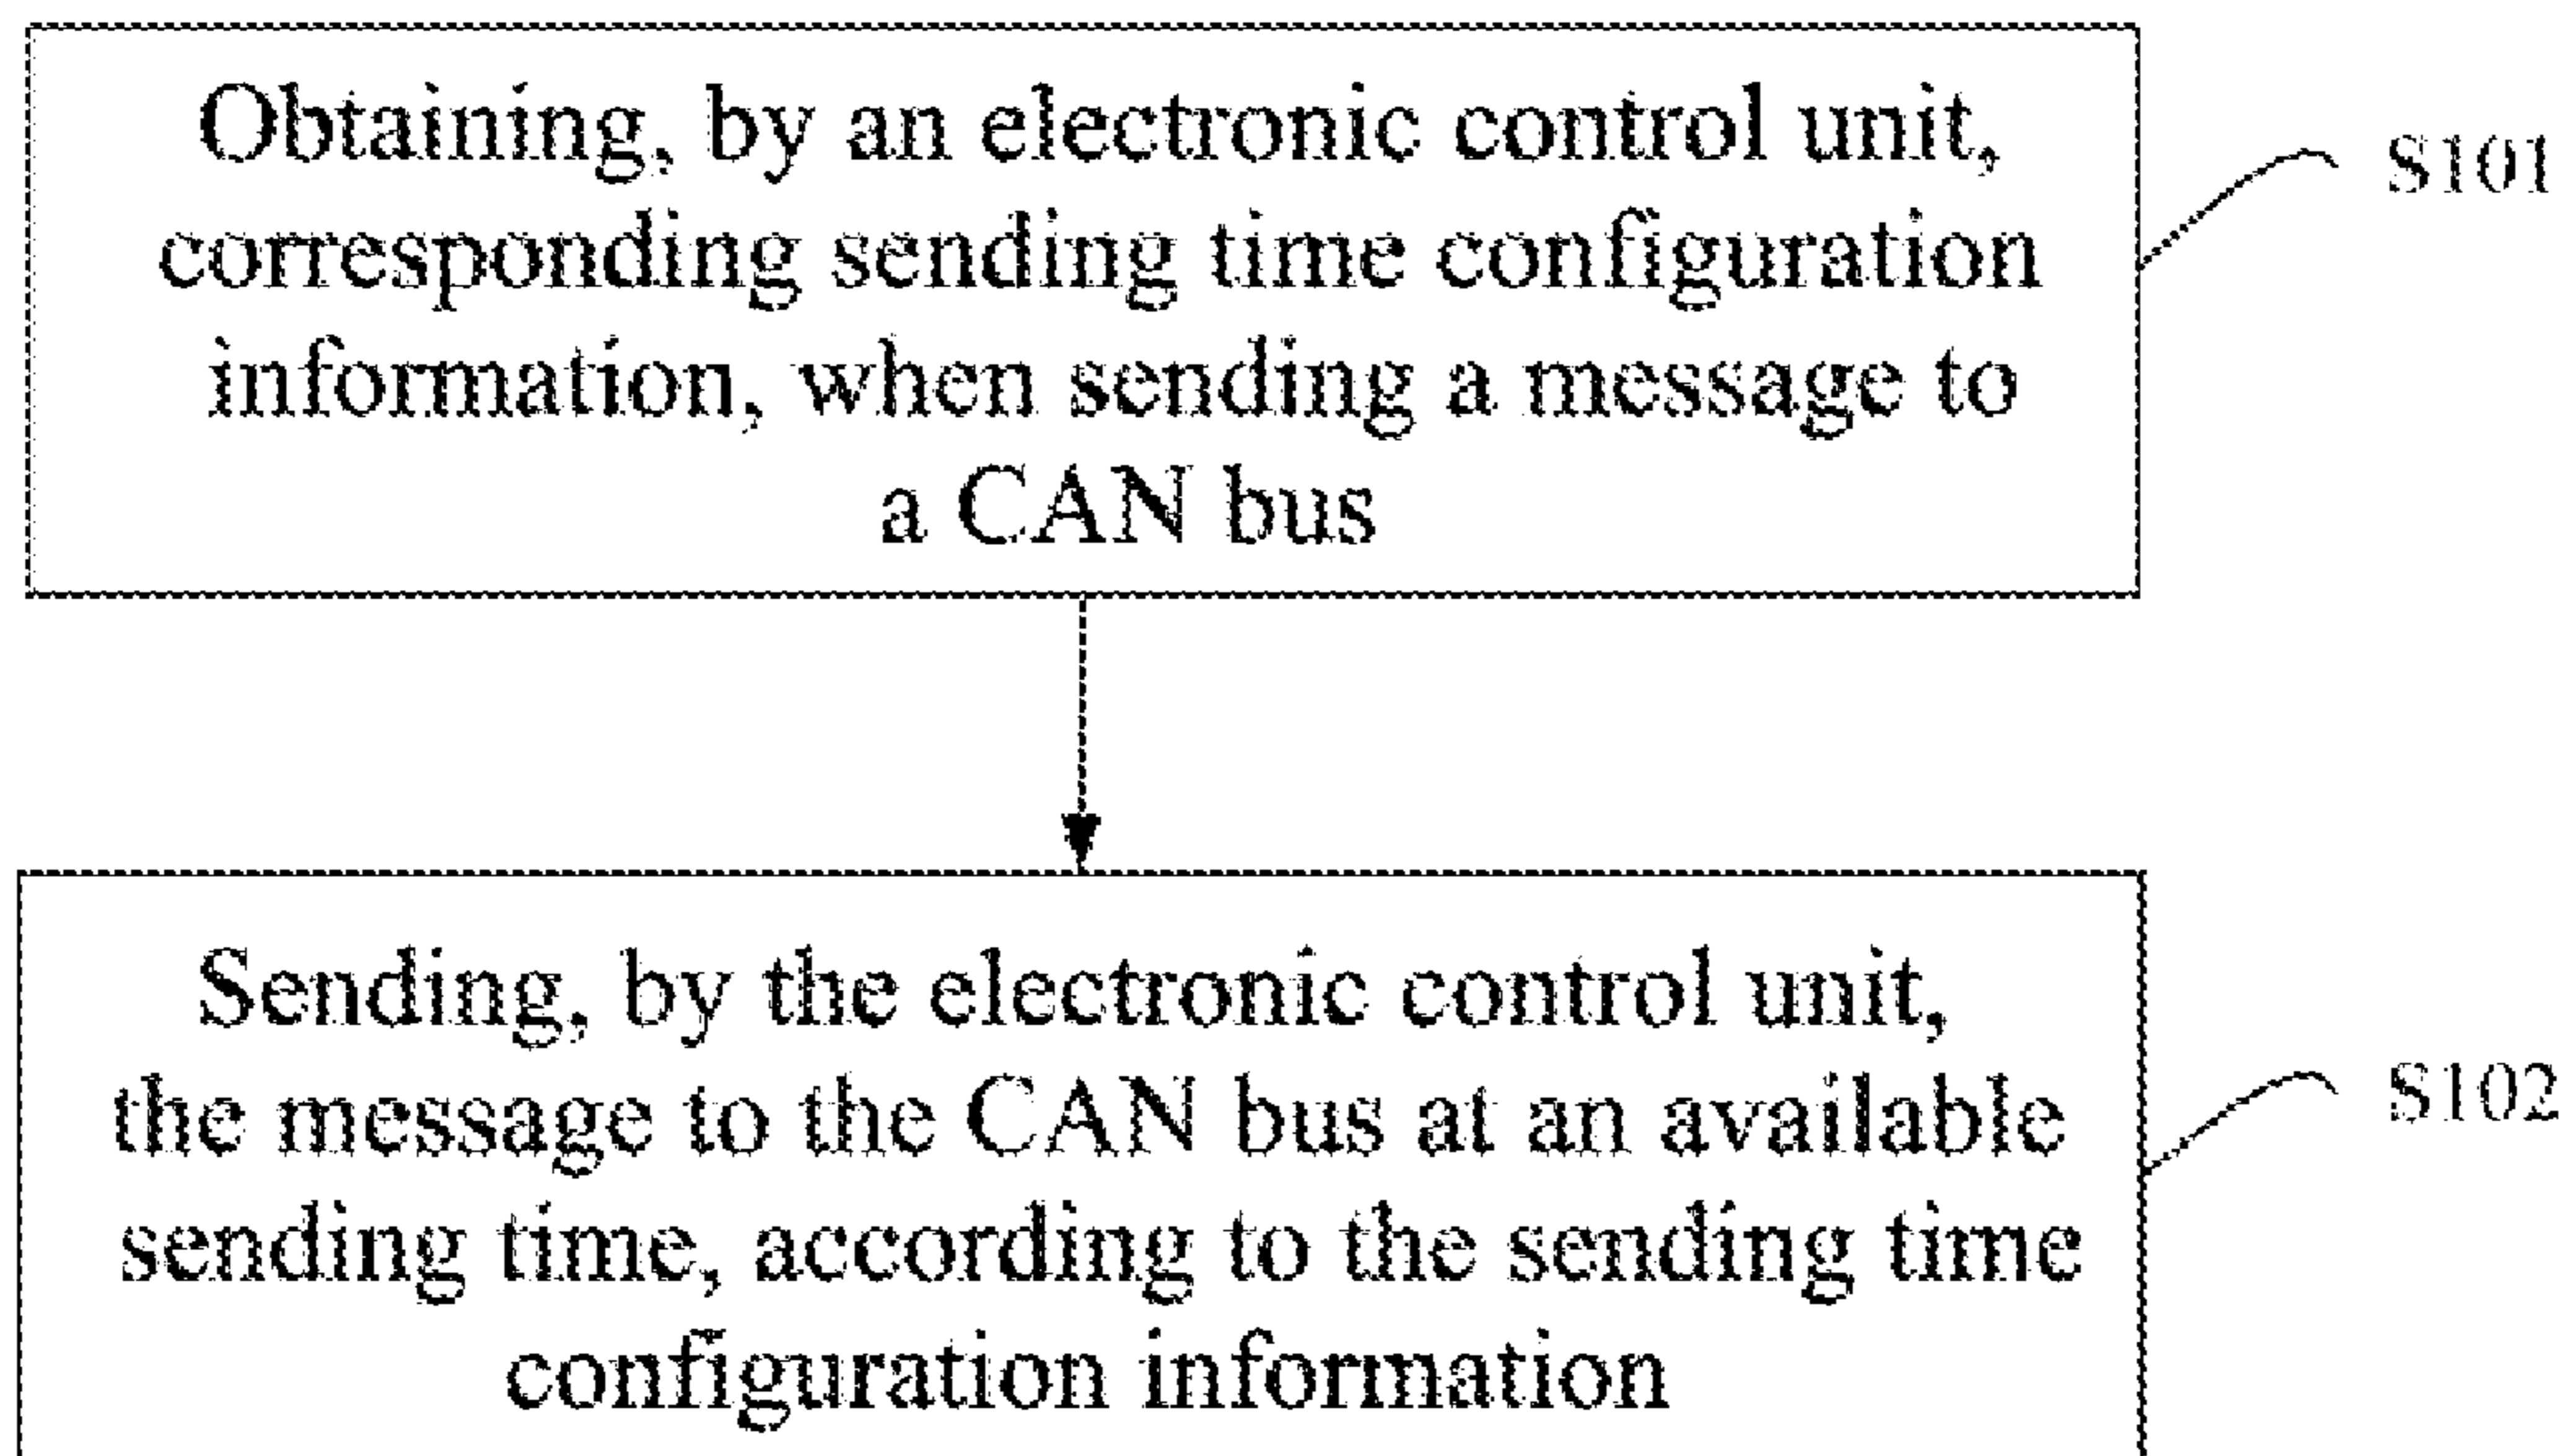 Obtaining, by an electronic control unit,
S101
corresponding sending time configuration
information, when sending a message to
a CAN bus
Sending, by the electronic control unit,
S102
the message to the CAN bus at an available
sending time, according to the sending time
configuration information